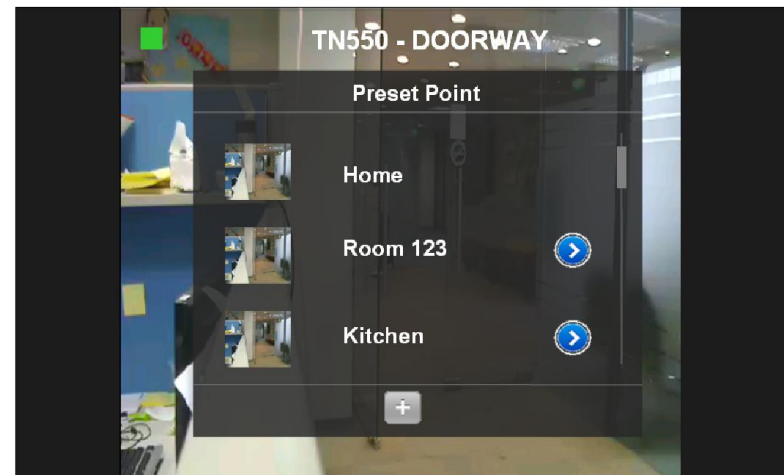 TN550 - DOORWAY
Preset Point
Home
Room 123
Kitchen